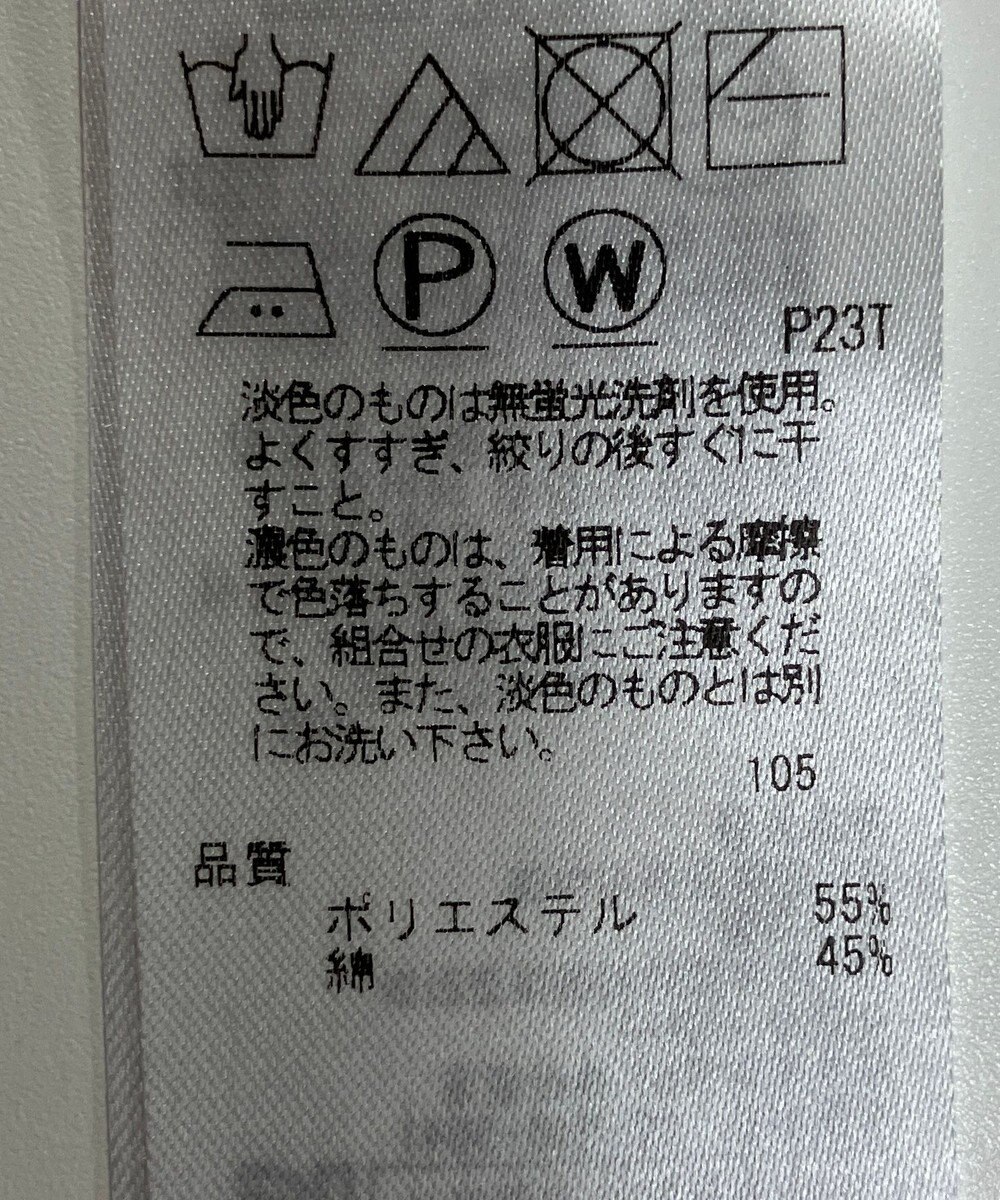 P
W
P23T
淡色のものは無蛍光洗剤を使用。
よくすすぎ、絞りの後すぐに干
すこと。
濃色のものは、着用による摩擦
で色落ちすることがありますの
で、組合せの衣服にご注意くだ
さい。また、淡色のものとは別
にお洗い下さい。
105
品質
ポリエステル 55%
綿 45%